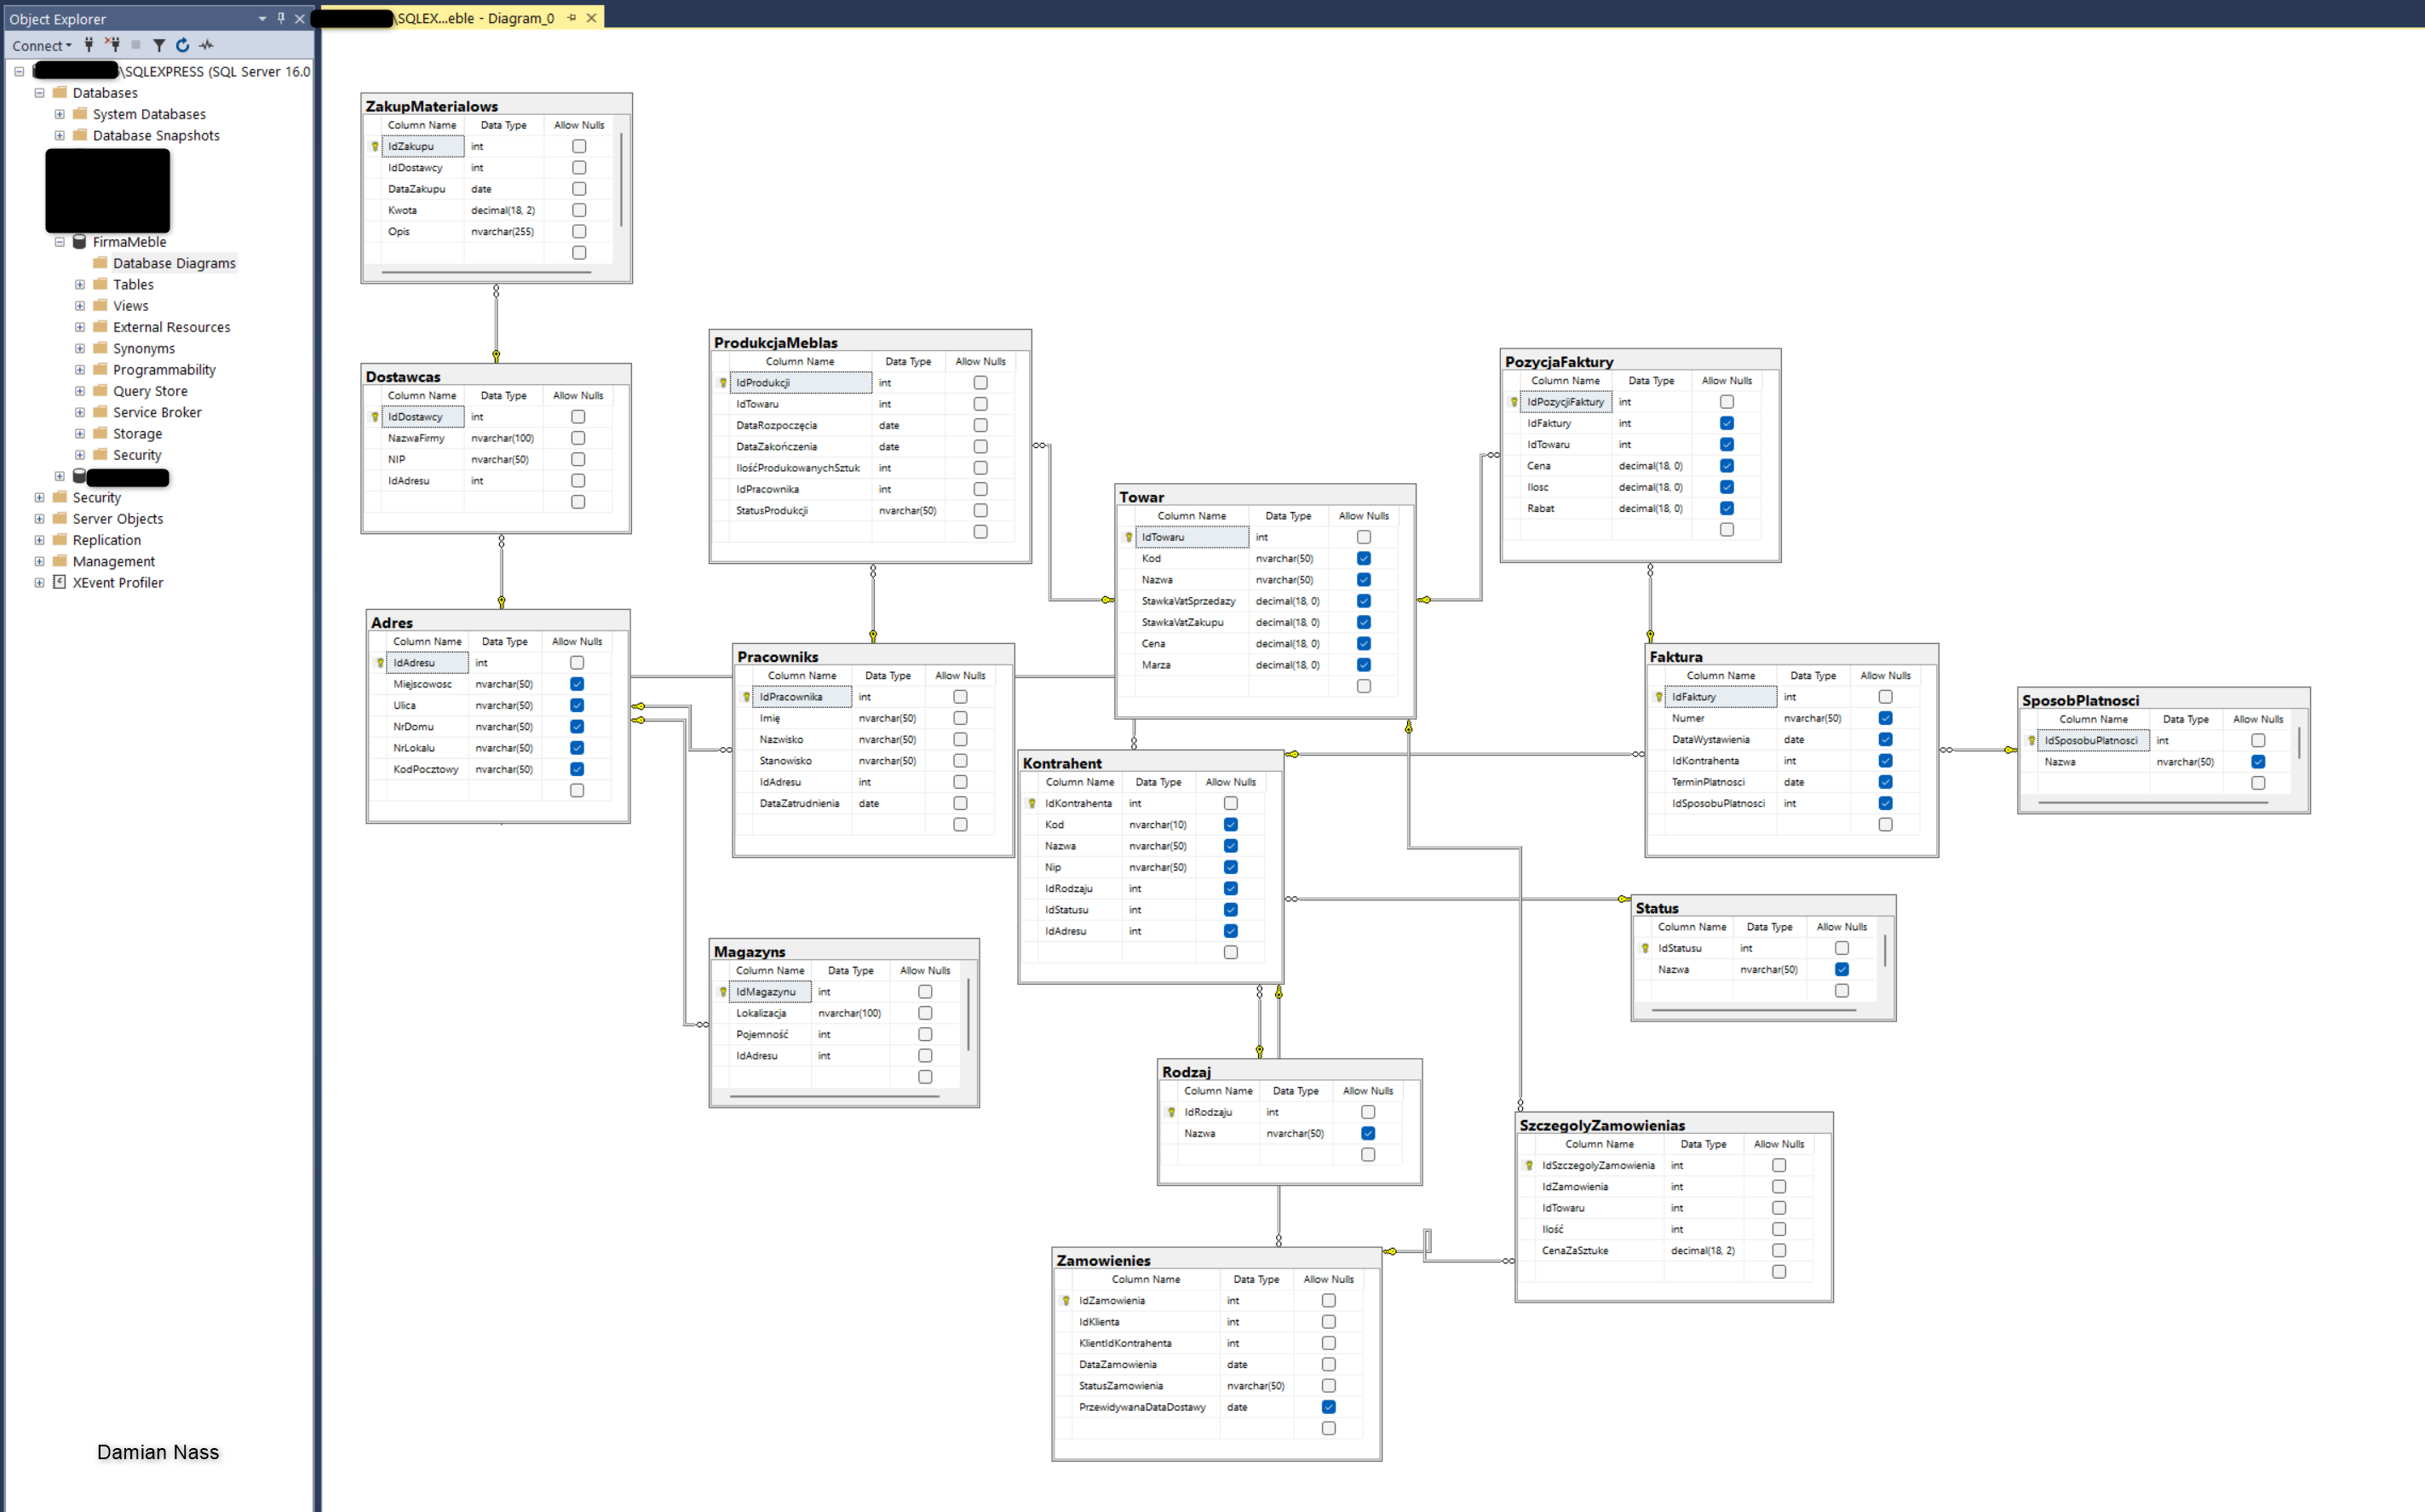 Object Explorer
\SQLEX...eble - Diagram_0
Connect
\SQLEXPRESS (SQL Server 16.0
Databases
System Databases
Database Snapshots
FirmaMeble
Database Diagrams
Tables
Views
External Resources
Synonyms
Programmability
Query Store
Service Broker
Storage
Security
Security
Server Objects
Replication
Management
XEvent Profiler
Damian Nass
ZakupMaterialows
Column Name Data Type Allow Nulls
IdZakupu int
IdDostawcy int
DataZakupu date
Kwota decimal(18, 2)
Opis nvarchar(255)
Dostawcas
Column Name Data Type Allow Nulls
IdDostawcy int
NazwaFirmy nvarchar(100)
NIP nvarchar(50)
IdAdresu int
Adres
Column Name Data Type Allow Nulls
IdAdresu int
Miejscowosc nvarchar(50)
Ulica nvarchar(50)
NrDomu nvarchar(50)
NrLokalu nvarchar(50)
KodPocztowy nvarchar(50)
ProdukcjaMeblas
Column Name Data Type Allow Nulls
IdProdukcji int
IdTowaru int
DataRozpoczęcia date
DataZakończenia date
IlośćProdukowanychSztuk int
IdPracownika int
StatusProdukcji nvarchar(50)
Pracowniks
Column Name Data Type Allow Nulls
IdPracownika int
Imię nvarchar(50)
Nazwisko nvarchar(50)
Stanowisko nvarchar(50)
IdAdresu int
DataZatrudnienia date
Magazyns
Column Name Data Type Allow Nulls
IdMagazynu int
Lokalizacja nvarchar(100)
Pojemność int
IdAdresu int
Towar
Column Name Data Type Allow Nulls
IdTowaru int
Kod nvarchar(50)
Nazwa nvarchar(50)
StawkaVatSprzedazy decimal(18, 0)
StawkaVatZakupu decimal(18, 0)
Cena decimal(18, 0)
Marza decimal(18, 0)
Kontrahent
Column Name Data Type Allow Nulls
IdKontrahenta int
Kod nvarchar(10)
Nazwa nvarchar(50)
Nip nvarchar(50)
IdRodzaju int
IdStatusu int
IdAdresu int
Rodzaj
Column Name Data Type Allow Nulls
IdRodzaju int
Nazwa nvarchar(50)
Zamowienies
Column Name Data Type Allow Nulls
IdZamowienia int
IdKlienta int
KlientIdKontrahenta int
DataZamowienia date
StatusZamowienia nvarchar(50)
PrzewidywanaDataDostawy date
PozycjaFaktury
Column Name Data Type Allow Nulls
IdPozycjiFaktury int
IdFaktury int
IdTowaru int
Cena decimal(18, 0)
Ilosc decimal(18, 0)
Rabat decimal(18, 0)
Faktura
Column Name Data Type Allow Nulls
IdFaktury int
Numer nvarchar(50)
DataWystawienia date
IdKontrahenta int
TerminPlatnosci date
IdSposobuPlatnosci int
SposobPlatnosci
Column Name Data Type Allow Nulls
IdSposobuPlatnosci int
Nazwa nvarchar(50)
Status
Column Name Data Type Allow Nulls
IdStatusu int
Nazwa nvarchar(50)
SzczegolyZamowienias
Column Name Data Type Allow Nulls
IdSzczegolyZamowienia int
IdZamowienia int
IdTowaru int
Ilość int
CenaZaSztuke decimal(18, 2)